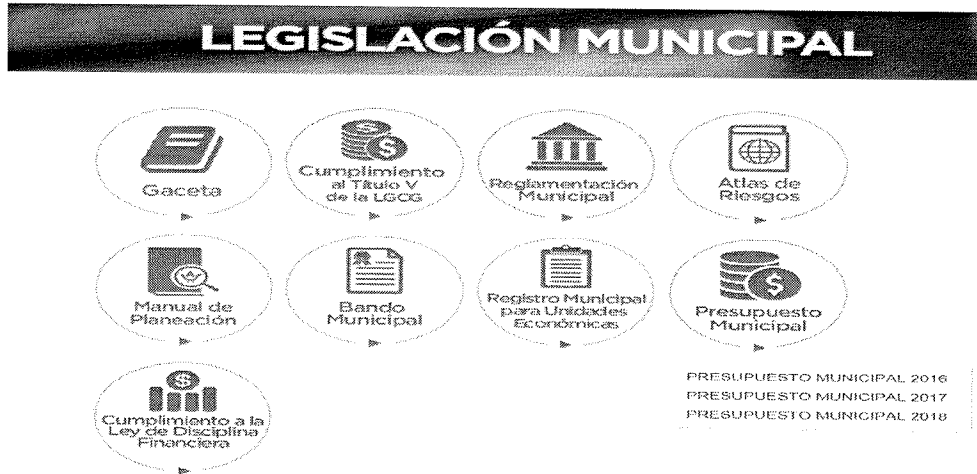 LEGISLACIÓN MUNICIPAL
Gaceta
Cumplimiento
al Título V
de la LGCG
Reglamentación
Municipal
Atlas de
Riesgos
Manual de
Planeación
Bando
Municipal
Registro Municipal
para Unidades
Económicas
Presupuesto
Municipal
Cumplimiento a la
Ley de Disciplina
Financiera
PRESUPUESTO MUNICIPAL 2016
PRESUPUESTO MUNICIPAL 2017
PRESUPUESTO MUNICIPAL 2018